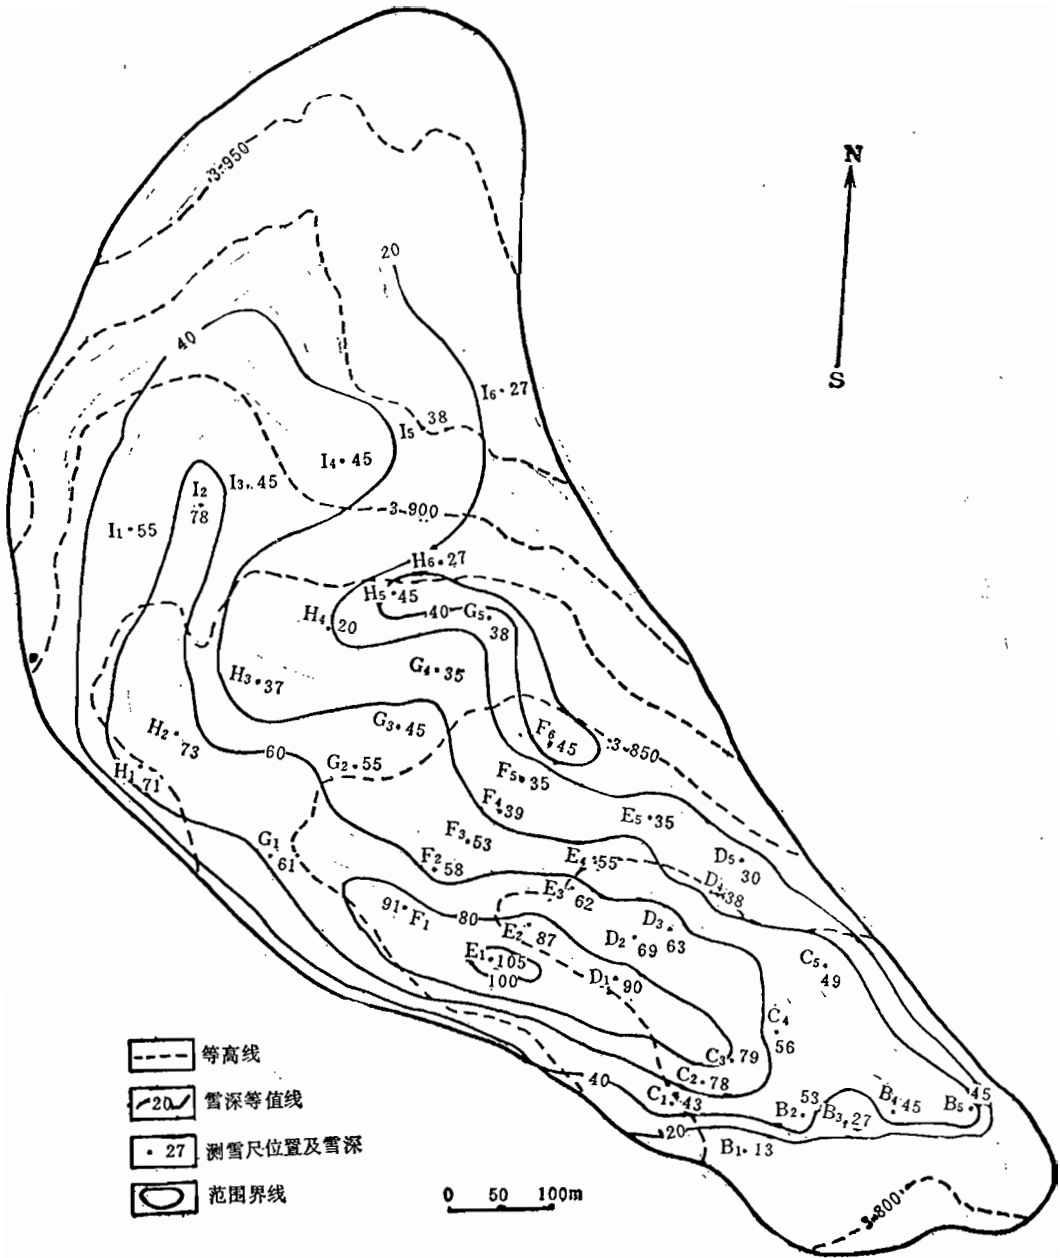 N
S
3-950
20
40
I₆·27
I₅ 38
I₄·45
I₃·45
I₂
78
I₁·55
3-900
H₆·27
H₅·45
40
G₅
38
H₄ 20
G₄·35
H₃·37
G₃·45
H₂
73
60
G₂·55
H₁ 71
F₆
45
3-850
F₅·35
F₄
39
E₅·35
F₃
53
G₁
61
F₂
58
E₄·55
D₅
30
D₄
38
E₃
62
91·F₁
80
E₂
87
D₃
63
D₂
69
E₁·105
100
D₁·90
C₅
49
C₄
56
C₃·79
C₂·78
40
C₁·43
53
B₂
B₃·27
B₄ 45
B₅
45
20
B₁·13
3-800
等高线
20 雪深等值线
·27 测雪尺位置及雪深
范围界线
0 50 100m